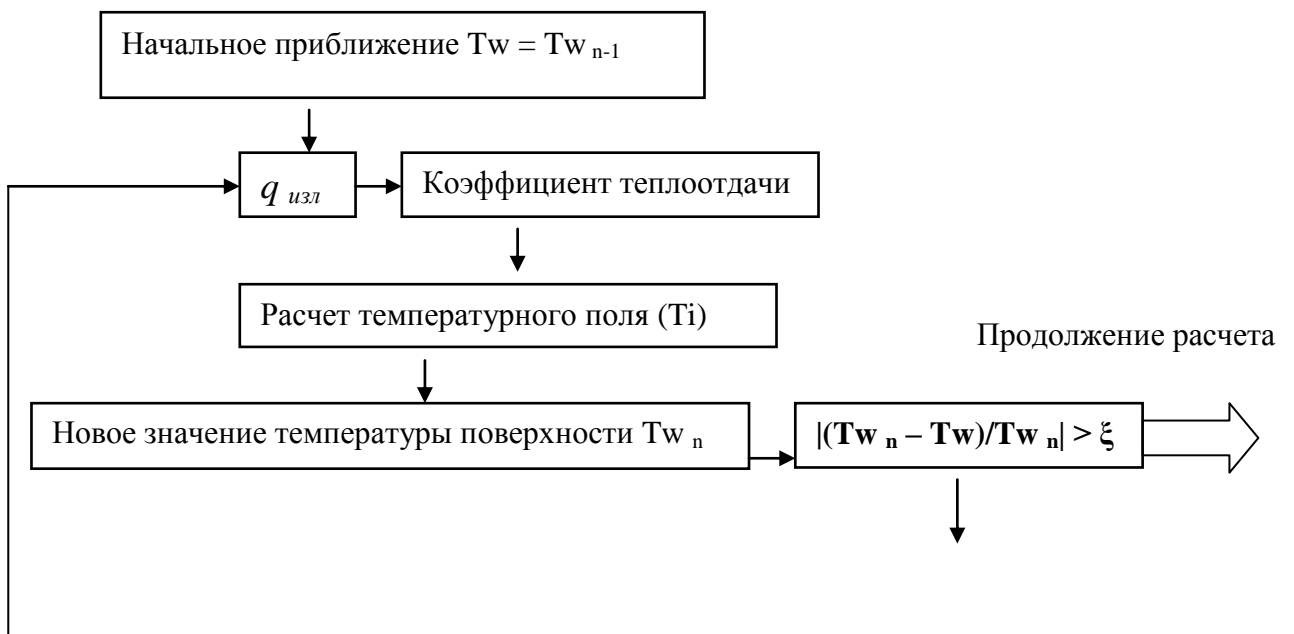 Начальное приближение Tw = Tw n-1
q изл
Коэффициент теплоотдачи
Расчет температурного поля (Ti)
Продолжение расчета
Новое значение температуры поверхности Tw n
|(Tw n – Tw)/Tw n| > ξ